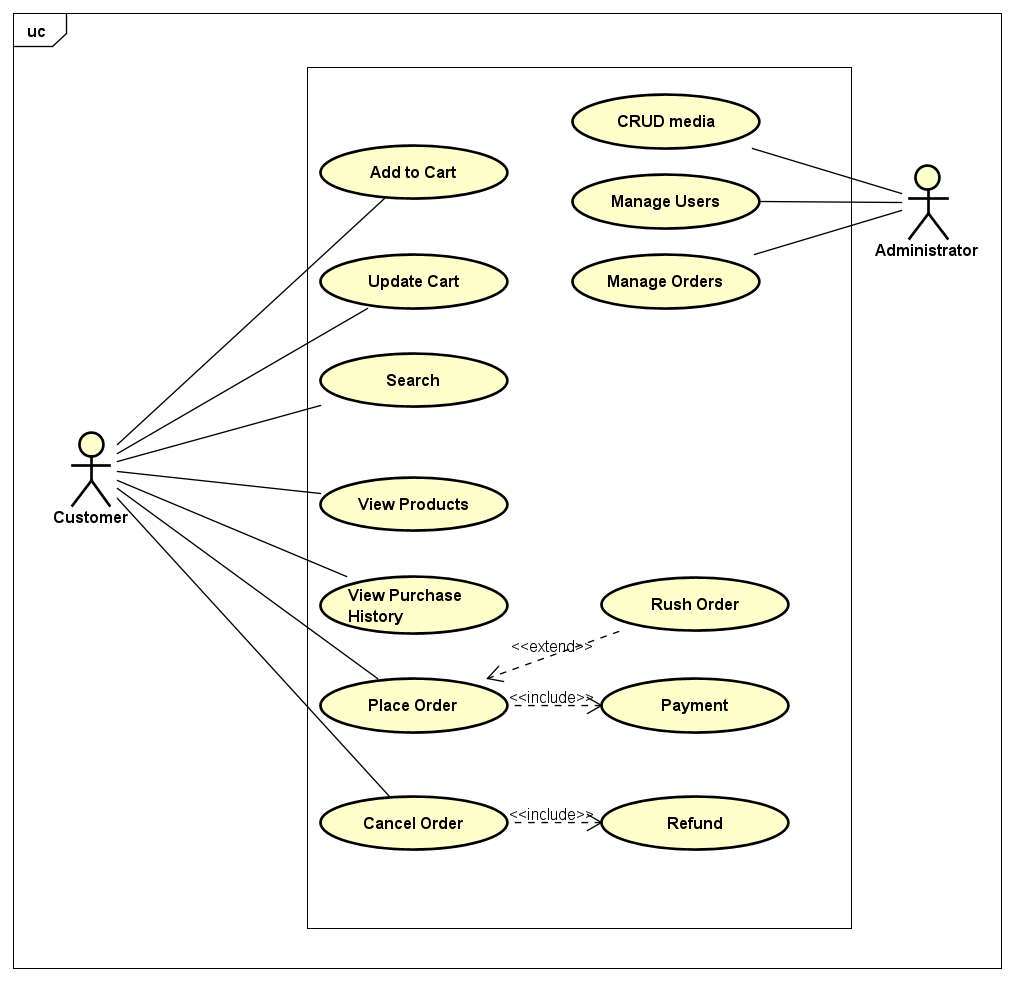 uc
CRUD media
Add to Cart
Manage Users
Administrator
Update Cart
Manage Orders
Search
Customer
View Products
View Purchase
History
Rush Order
<<extend>>
Place Order
<<include>>
Payment
Cancel Order
<<include>>
Refund